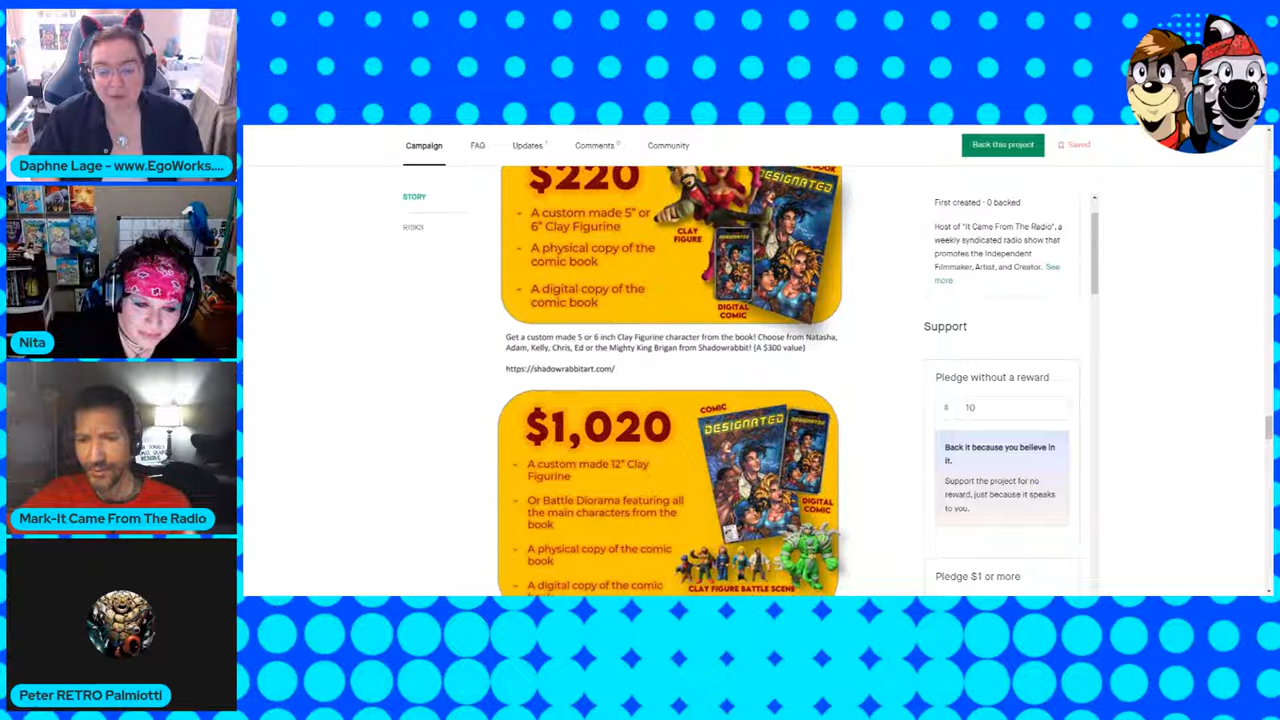 Daphne Lage - www.EgoWorks....
Nita
Mark-It Came From The Radio
Peter RETRO Palmiotti
Campaign
FAQ
Updates
Comments 0
Community
Back this project
Saved
STORY
RISKS
$220
- A custom made 5" or
6" Clay Figurine
- A physical copy of the
comic book
- A digital copy of the
comic book
CLAY
FIGURE
DESIGNATED
DIGITAL
COMIC
Get a custom made 5 or 6 inch Clay Figurine character from the book! Choose from Natasha,
Adam, Kelly, Chris, Ed or the Mighty King Brigan from Shadowrabbit! (A $300 value)
https://shadowrabbitart.com/
$1,020
- A custom made 12" Clay
Figurine
- Or Battle Diorama featuring all
the main characters from the
book
- A physical copy of the comic
book
- A digital copy of the comic
COMIC
DESIGNATED
DIGITAL
COMIC
CLAY FIGURE BATTLE SCENE
First created · 0 backed
Host of "It Came From The Radio", a
weekly syndicated radio show that
promotes the Independent
Filmmaker, Artist, and Creator. See
more
Support
Pledge without a reward
$ 10
Back it because you believe in
it.
Support the project for no
reward, just because it speaks
to you.
Pledge $1 or more